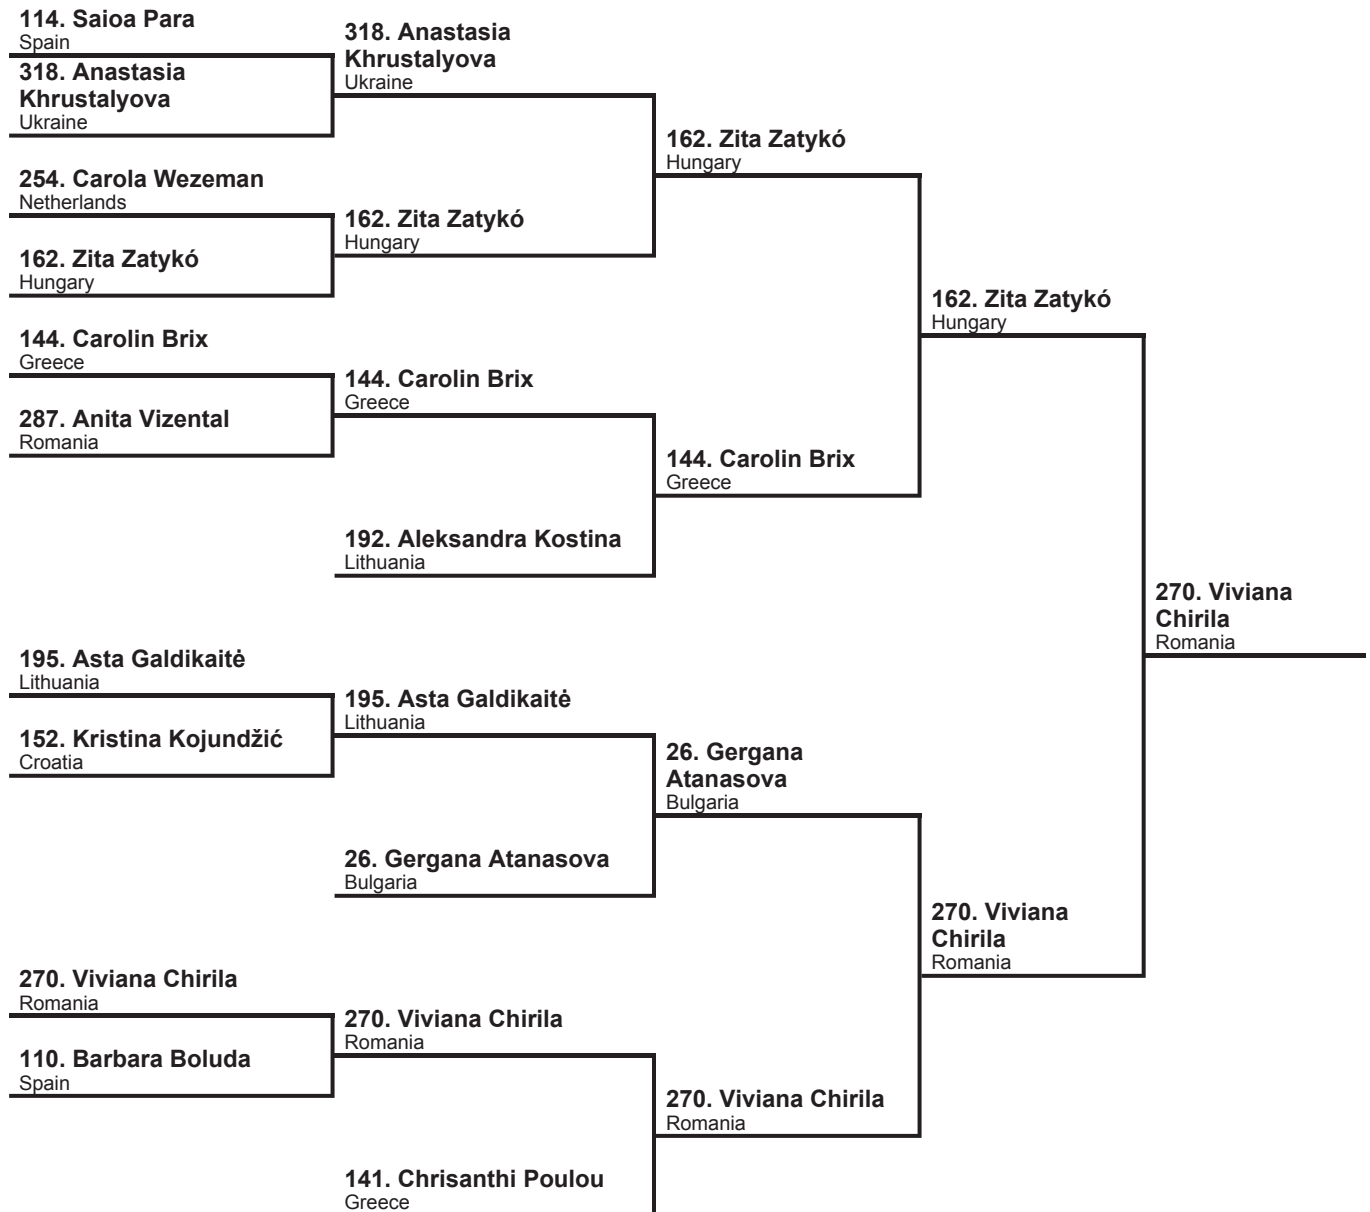 114. Saioa Para
Spain
318. Anastasia
Khrustalyova
Ukraine
254. Carola Wezeman
Netherlands
162. Zita Zatykó
Hungary
144. Carolin Brix
Greece
287. Anita Vizental
Romania
195. Asta Galdikaitė
Lithuania
152. Kristina Kojundžić
Croatia
270. Viviana Chirila
Romania
110. Barbara Boluda
Spain
318. Anastasia
Khrustalyova
Ukraine
162. Zita Zatykó
Hungary
144. Carolin Brix
Greece
192. Aleksandra Kostina
Lithuania
195. Asta Galdikaitė
Lithuania
26. Gergana Atanasova
Bulgaria
270. Viviana Chirila
Romania
141. Chrisanthi Poulou
Greece
162. Zita Zatykó
Hungary
144. Carolin Brix
Greece
26. Gergana
Atanasova
Bulgaria
270. Viviana Chirila
Romania
162. Zita Zatykó
Hungary
270. Viviana
Chirila
Romania
270. Viviana
Chirila
Romania